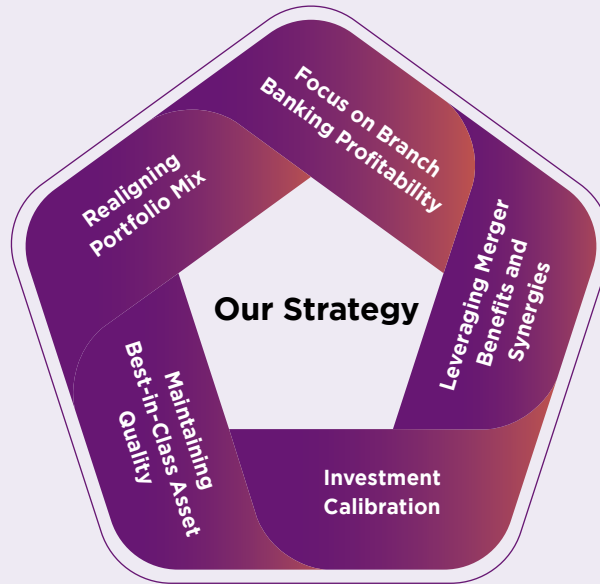 Focus on Branch
Banking Profitability
Realigning
Portfolio Mix
Our Strategy
Leveraging Merger
Benefits and
Synergies
Maintaining
Best-in-Class Asset
Quality
Investment
Calibration